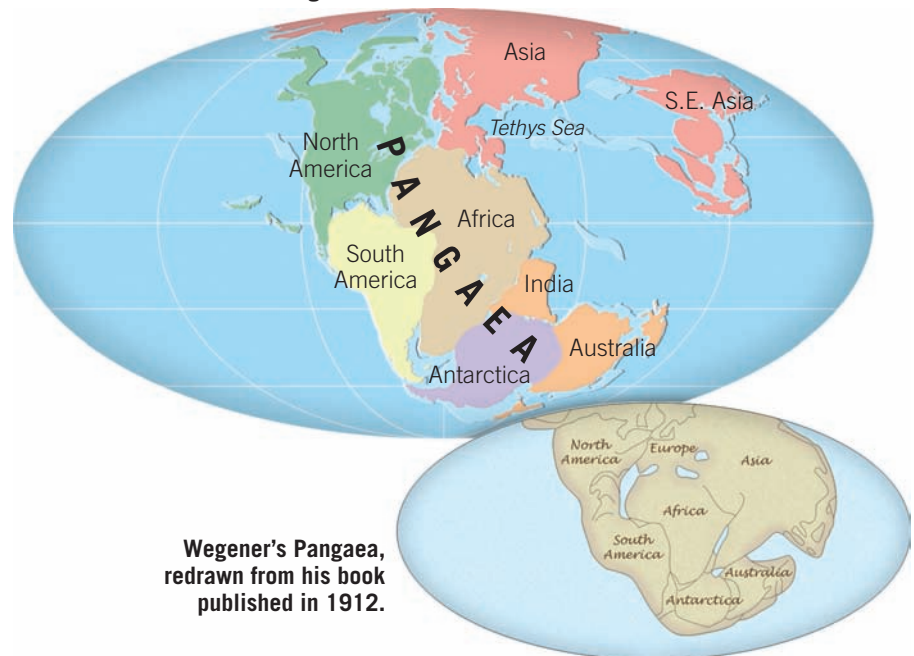 Asia
S.E. Asia
Tethys Sea
North
America
PANGAEA
Africa
South
America
India
Australia
Antarctica
North
America
Europe
Asia
Africa
South
America
Australia
Antarctica
Wegener's Pangaea,
redrawn from his book
published in 1912.